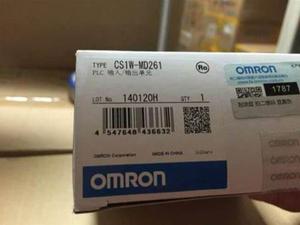 TYPE CS1W-MD261
PLC 输入/输出单元
OMRON
1787
LOT No. 140120H QTY 1
4 547648 436632
OMRON Corporation MADE IN CHINA
OMRON